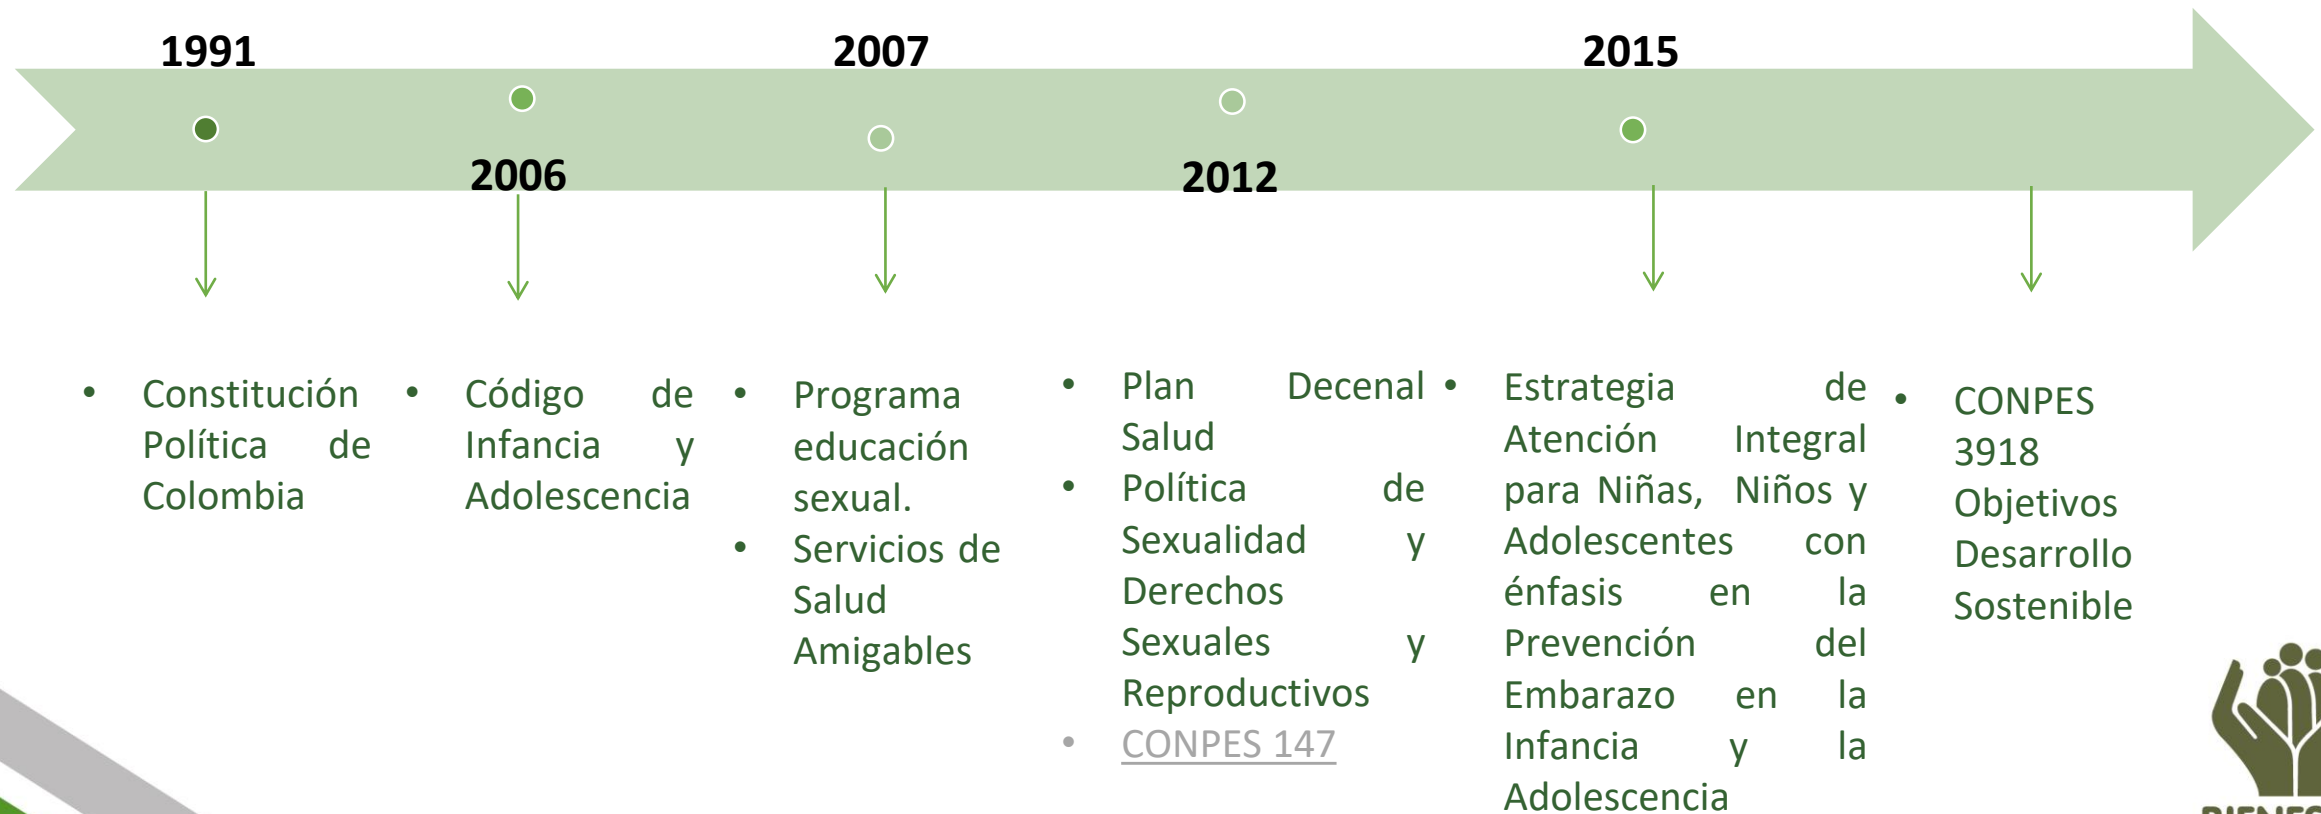 1991
2007
2015
2006
2012
• Constitución
Política de
Colombia
• Código de
Infancia y
Adolescencia
• Programa
educación
sexual.
• Servicios de
Salud
Amigables
• Plan Decenal
Salud
• Política de
Sexualidad y
Derechos
Sexuales y
Reproductivos
• CONPES 147
• Estrategia de
Atención Integral
para Niñas, Niños y
Adolescentes con
énfasis en la
Prevención del
Embarazo en la
Infancia y la
Adolescencia
• CONPES
3918
Objetivos
Desarrollo
Sostenible